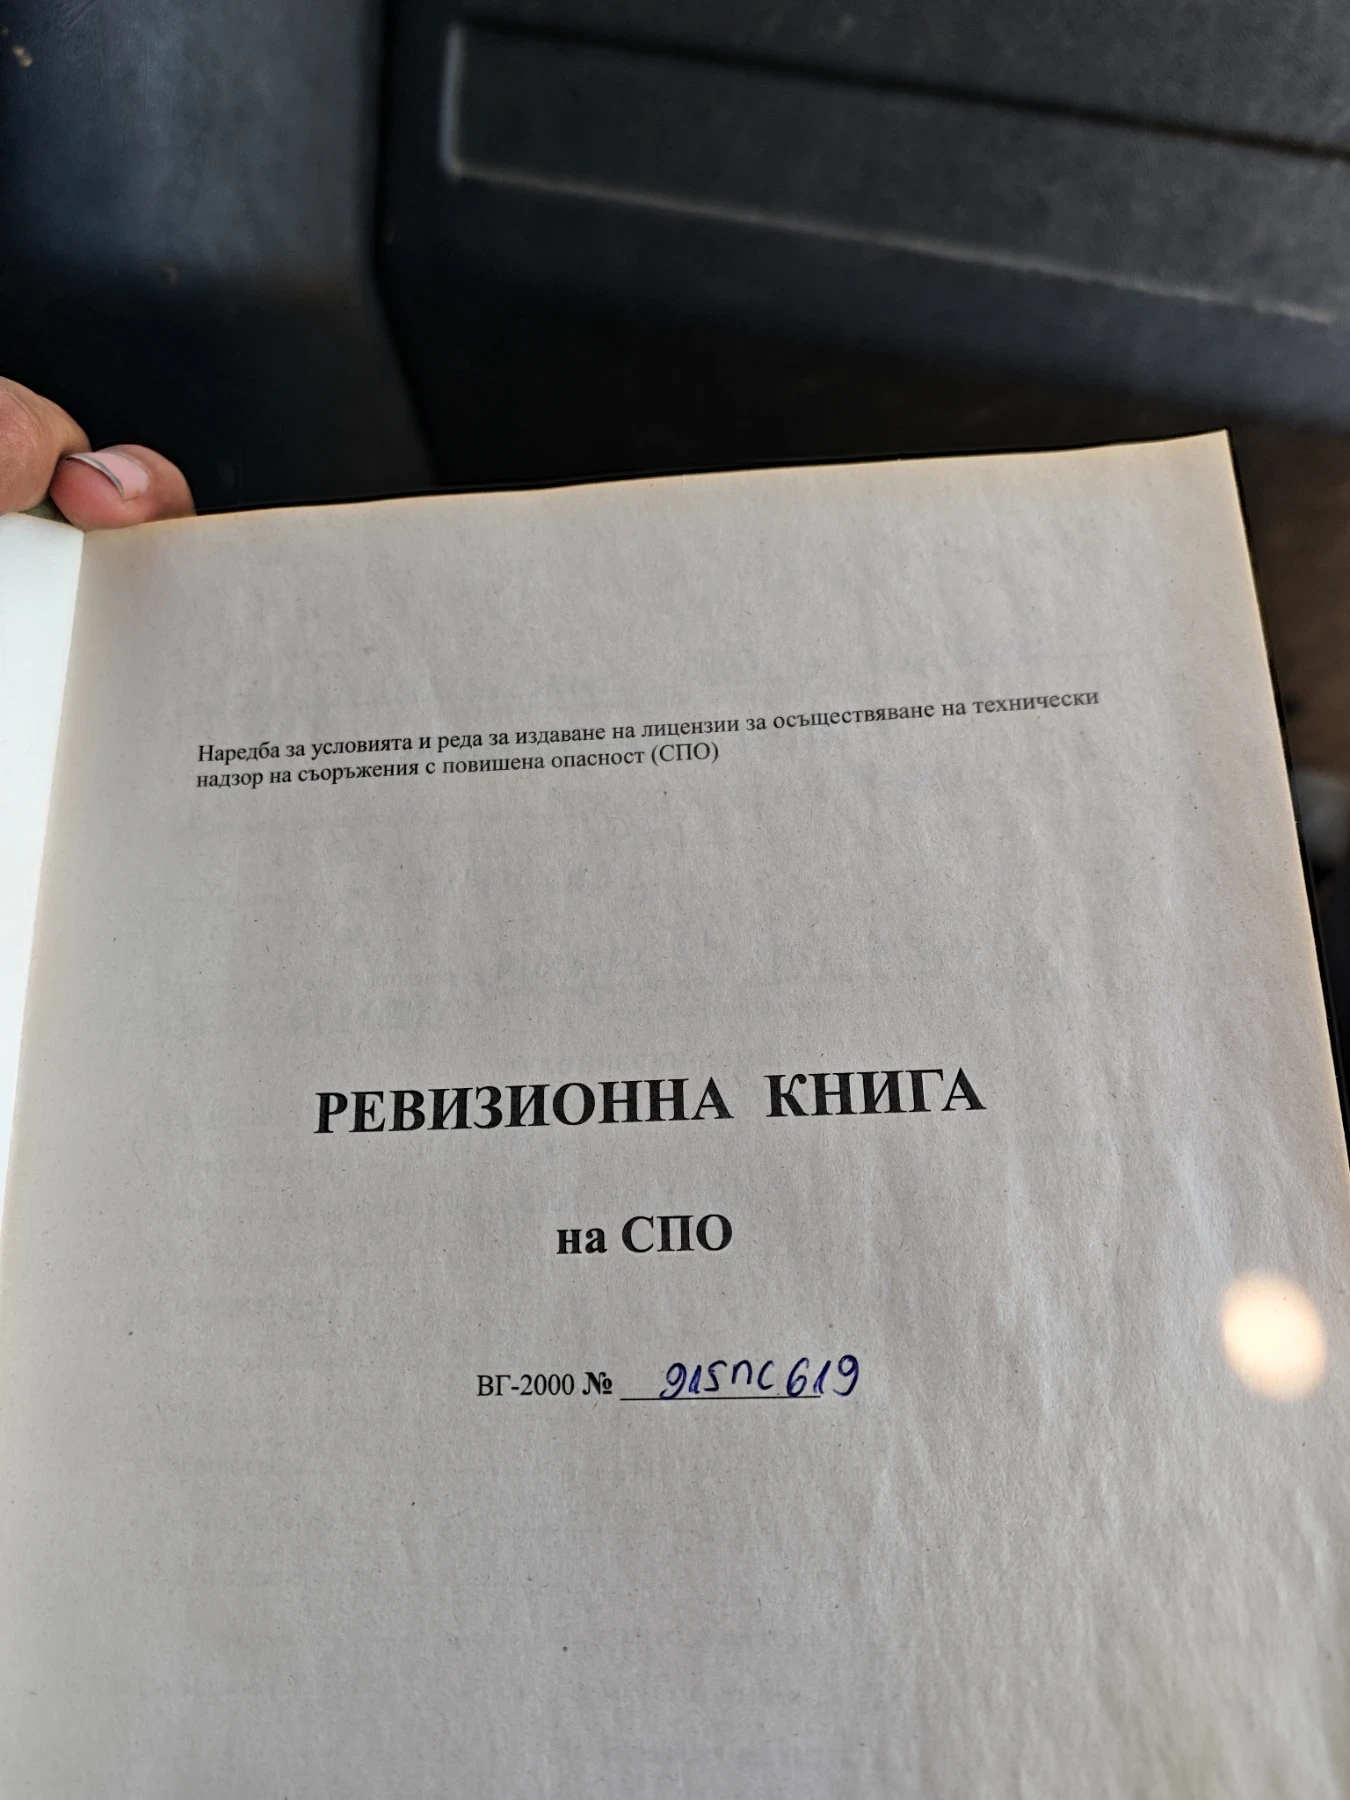 Наредба за условията и реда за издаване на лицензии за осъществяване на технически
надзор на съоръжения с повишена опасност (СПО)
РЕВИЗИОННА КНИГА
на СПО
ВГ-2000 № 915ПС619